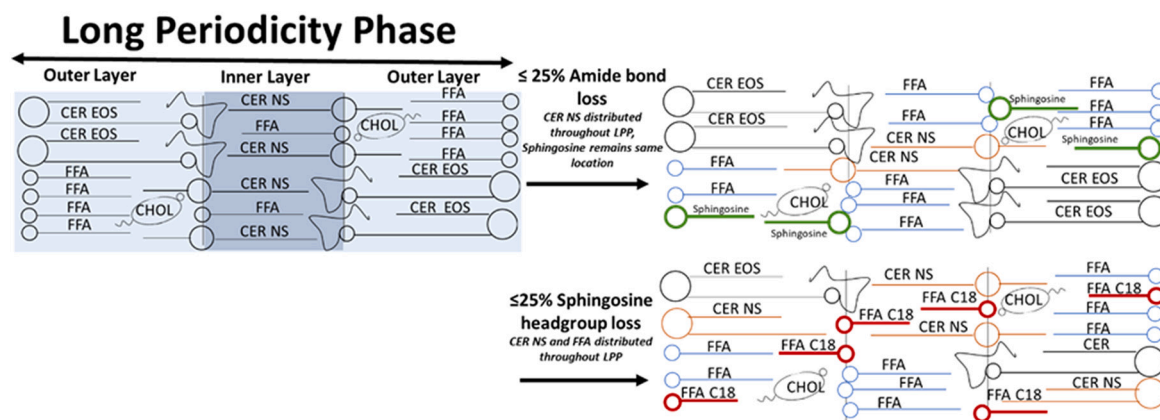 Long Periodicity Phase
Outer Layer
Inner Layer
Outer Layer
CER EOS
CER EOS
FFA
FFA
FFA
FFA
CHOL
CER NS
FFA
CER NS
CER NS
FFA
CER NS
FFA
FFA
FFA
FFA
CHOL
CER EOS
CER EOS
≤ 25% Amide bond
loss
CER NS distributed
throughout LPP,
Sphingosine remains same
location
CER EOS
CER EOS
FFA
FFA
Sphingosine
CHOL
Sphingosine
FFA
FFA
CER NS
CER NS
FFA
FFA
FFA
FFA
Sphingosine
FFA
FFA
CHOL
Sphingosine
CER EOS
CER EOS
≤25% Sphingosine
headgroup loss
CER NS and FFA distributed
throughout LPP
CER EOS
CER NS
FFA
FFA C18
FFA
FFA C18
CHOL
CER NS
FFA C18
FFA C18
CER NS
FFA
FFA
FFA
FFA
FFA C18
CHOL
FFA
FFA
CER
CER NS
FFA C18